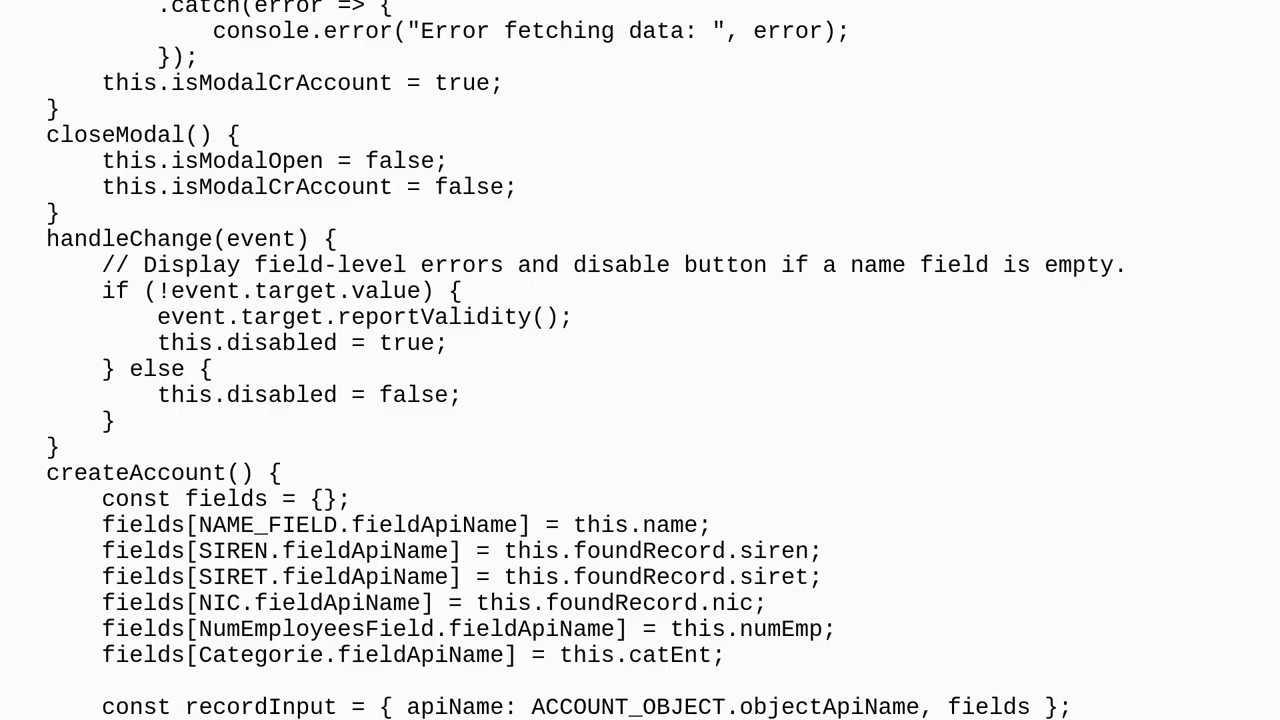 .catch(error => {
console.error("Error fetching data: ", error);
});
this.isModalCrAccount = true;
}
closeModal() {
this.isModalOpen = false;
this.isModalCrAccount = false;
}
handleChange(event) {
// Display field-level errors and disable button if a name field is empty.
if (!event.target.value) {
event.target.reportValidity();
this.disabled = true;
} else {
this.disabled = false;
}
}
createAccount() {
const fields = {};
fields[NAME_FIELD.fieldApiName] = this.name;
fields[SIREN.fieldApiName] = this.foundRecord.siren;
fields[SIRET.fieldApiName] = this.foundRecord.siret;
fields[NIC.fieldApiName] = this.foundRecord.nic;
fields[NumEmployeesField.fieldApiName] = this.numEmp;
fields[Categorie.fieldApiName] = this.catEnt;
const recordInput = { apiName: ACCOUNT_OBJECT.objectApiName, fields };